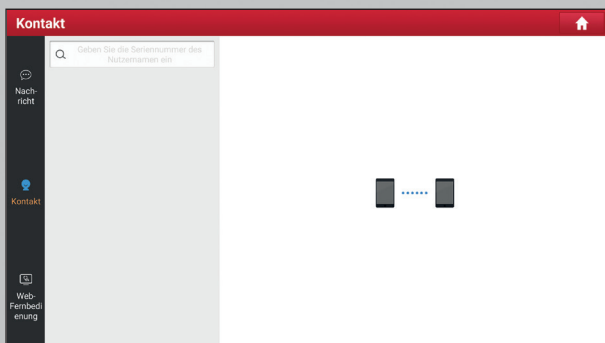 Kontakt
Geben Sie die Seriennummer des
Nutzernamen ein
Nach-
richt
Kontakt
Web-
Fernbedi
enung